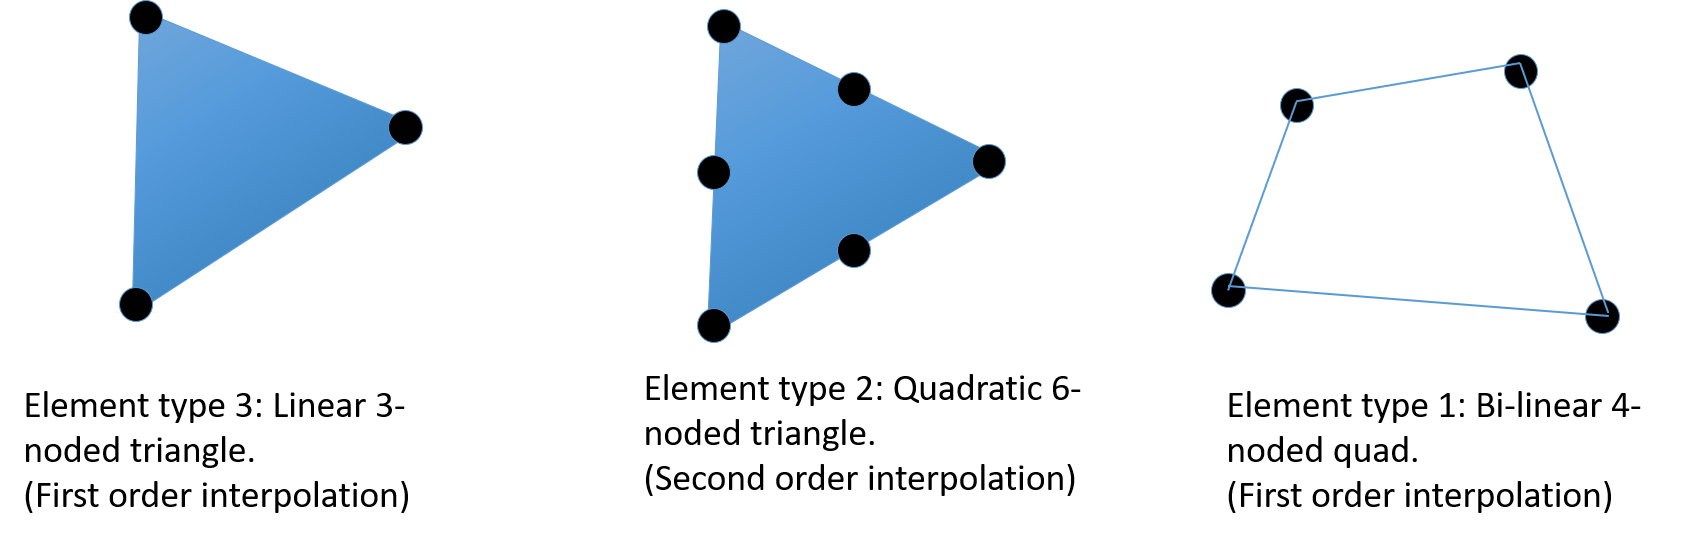 Element type 3: Linear 3-
noded triangle.
(First order interpolation)
Element type 2: Quadratic 6-
noded triangle.
(Second order interpolation)
Element type 1: Bi-linear 4-
noded quad.
(First order interpolation)